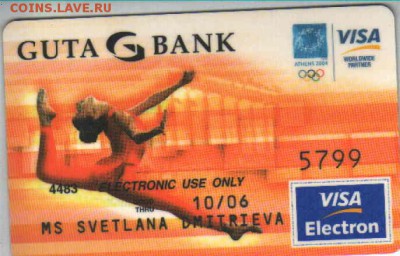 COINS.LAVE.RU
GUTA G BANK
ATHENS 2004
VISA
WORLDWIDE
PARTNER
5799
4483 ELECTRONIC USE ONLY
THRU 10/06
MS SVETLANA DMITRIEVA
VISA
Electron